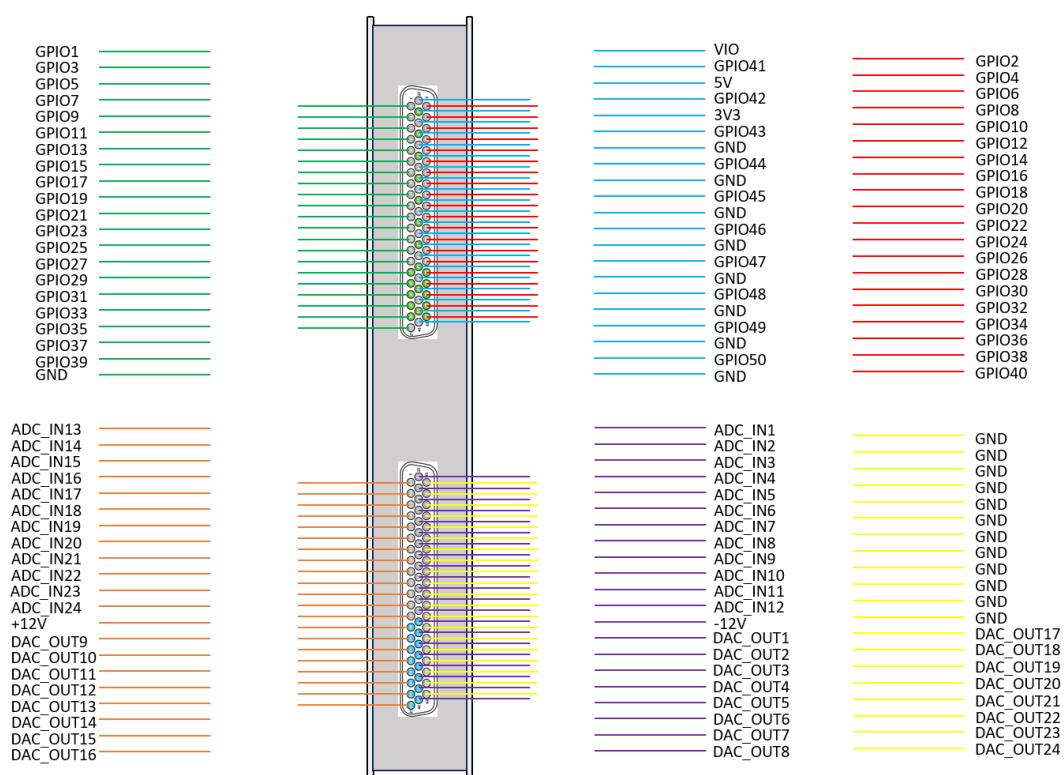 GPIO1
GPIO3
GPIO5
GPIO7
GPIO9
GPIO11
GPIO13
GPIO15
GPIO17
GPIO19
GPIO21
GPIO23
GPIO25
GPIO27
GPIO29
GPIO31
GPIO33
GPIO35
GPIO37
GPIO39
GND
VIO
GPIO41
5V
GPIO42
3V3
GPIO43
GND
GPIO44
GND
GPIO45
GND
GPIO46
GND
GPIO47
GND
GPIO48
GND
GPIO49
GND
GPIO50
GND
GPIO2
GPIO4
GPIO6
GPIO8
GPIO10
GPIO12
GPIO14
GPIO16
GPIO18
GPIO20
GPIO22
GPIO24
GPIO26
GPIO28
GPIO30
GPIO32
GPIO34
GPIO36
GPIO38
GPIO40
ADC_IN13
ADC_IN14
ADC_IN15
ADC_IN16
ADC_IN17
ADC_IN18
ADC_IN19
ADC_IN20
ADC_IN21
ADC_IN22
ADC_IN23
ADC_IN24
+12V
DAC_OUT9
DAC_OUT10
DAC_OUT11
DAC_OUT12
DAC_OUT13
DAC_OUT14
DAC_OUT15
DAC_OUT16
ADC_IN1
ADC_IN2
ADC_IN3
ADC_IN4
ADC_IN5
ADC_IN6
ADC_IN7
ADC_IN8
ADC_IN9
ADC_IN10
ADC_IN11
ADC_IN12
-12V
DAC_OUT1
DAC_OUT2
DAC_OUT3
DAC_OUT4
DAC_OUT5
DAC_OUT6
DAC_OUT7
DAC_OUT8
GND
GND
GND
GND
GND
GND
GND
GND
GND
GND
GND
GND
DAC_OUT17
DAC_OUT18
DAC_OUT19
DAC_OUT20
DAC_OUT21
DAC_OUT22
DAC_OUT23
DAC_OUT24